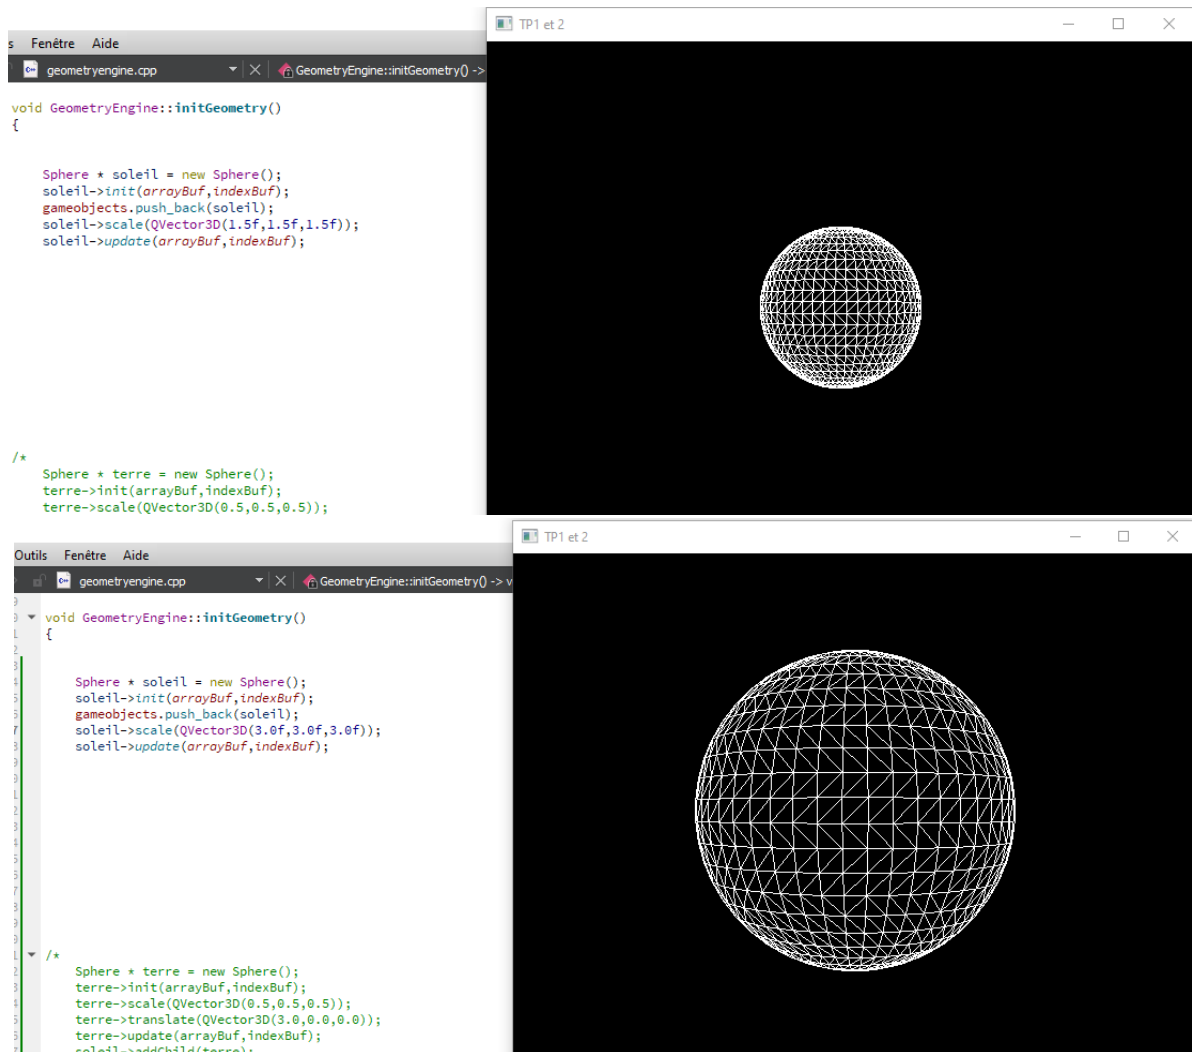 TP1 et 2
s Fenêtre Aide
geometryengine.cpp GeometryEngine::initGeometry() ->
void GeometryEngine::initGeometry()
{
Sphere * soleil = new Sphere();
soleil->init(arrayBuf,indexBuf);
gameobjects.push_back(soleil);
soleil->scale(QVector3D(1.5f,1.5f,1.5f));
soleil->update(arrayBuf,indexBuf);
/*
Sphere * terre = new Sphere();
terre->init(arrayBuf,indexBuf);
terre->scale(QVector3D(0.5,0.5,0.5));
TP1 et 2
Outils Fenêtre Aide
geometryengine.cpp GeometryEngine::initGeometry() -> v
void GeometryEngine::initGeometry()
{
Sphere * soleil = new Sphere();
soleil->init(arrayBuf,indexBuf);
gameobjects.push_back(soleil);
soleil->scale(QVector3D(3.0f,3.0f,3.0f));
soleil->update(arrayBuf,indexBuf);
/*
Sphere * terre = new Sphere();
terre->init(arrayBuf,indexBuf);
terre->scale(QVector3D(0.5,0.5,0.5));
terre->translate(QVector3D(3.0,0.0,0.0));
terre->update(arrayBuf,indexBuf);
soleil->addChild(terre);